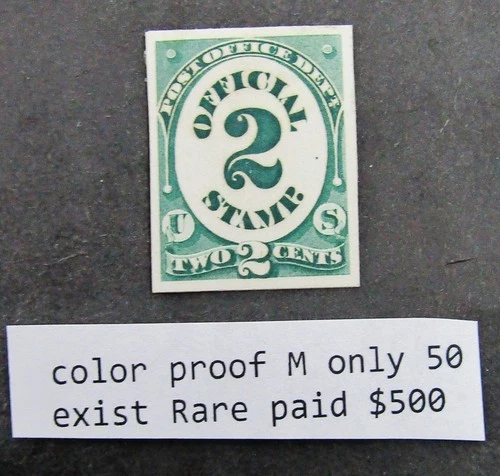 POST OFFICE DEPT.
OFFICIAL
2
STAMP.
U S
TWO 2 CENTS
color proof M only 50
exist Rare paid $500